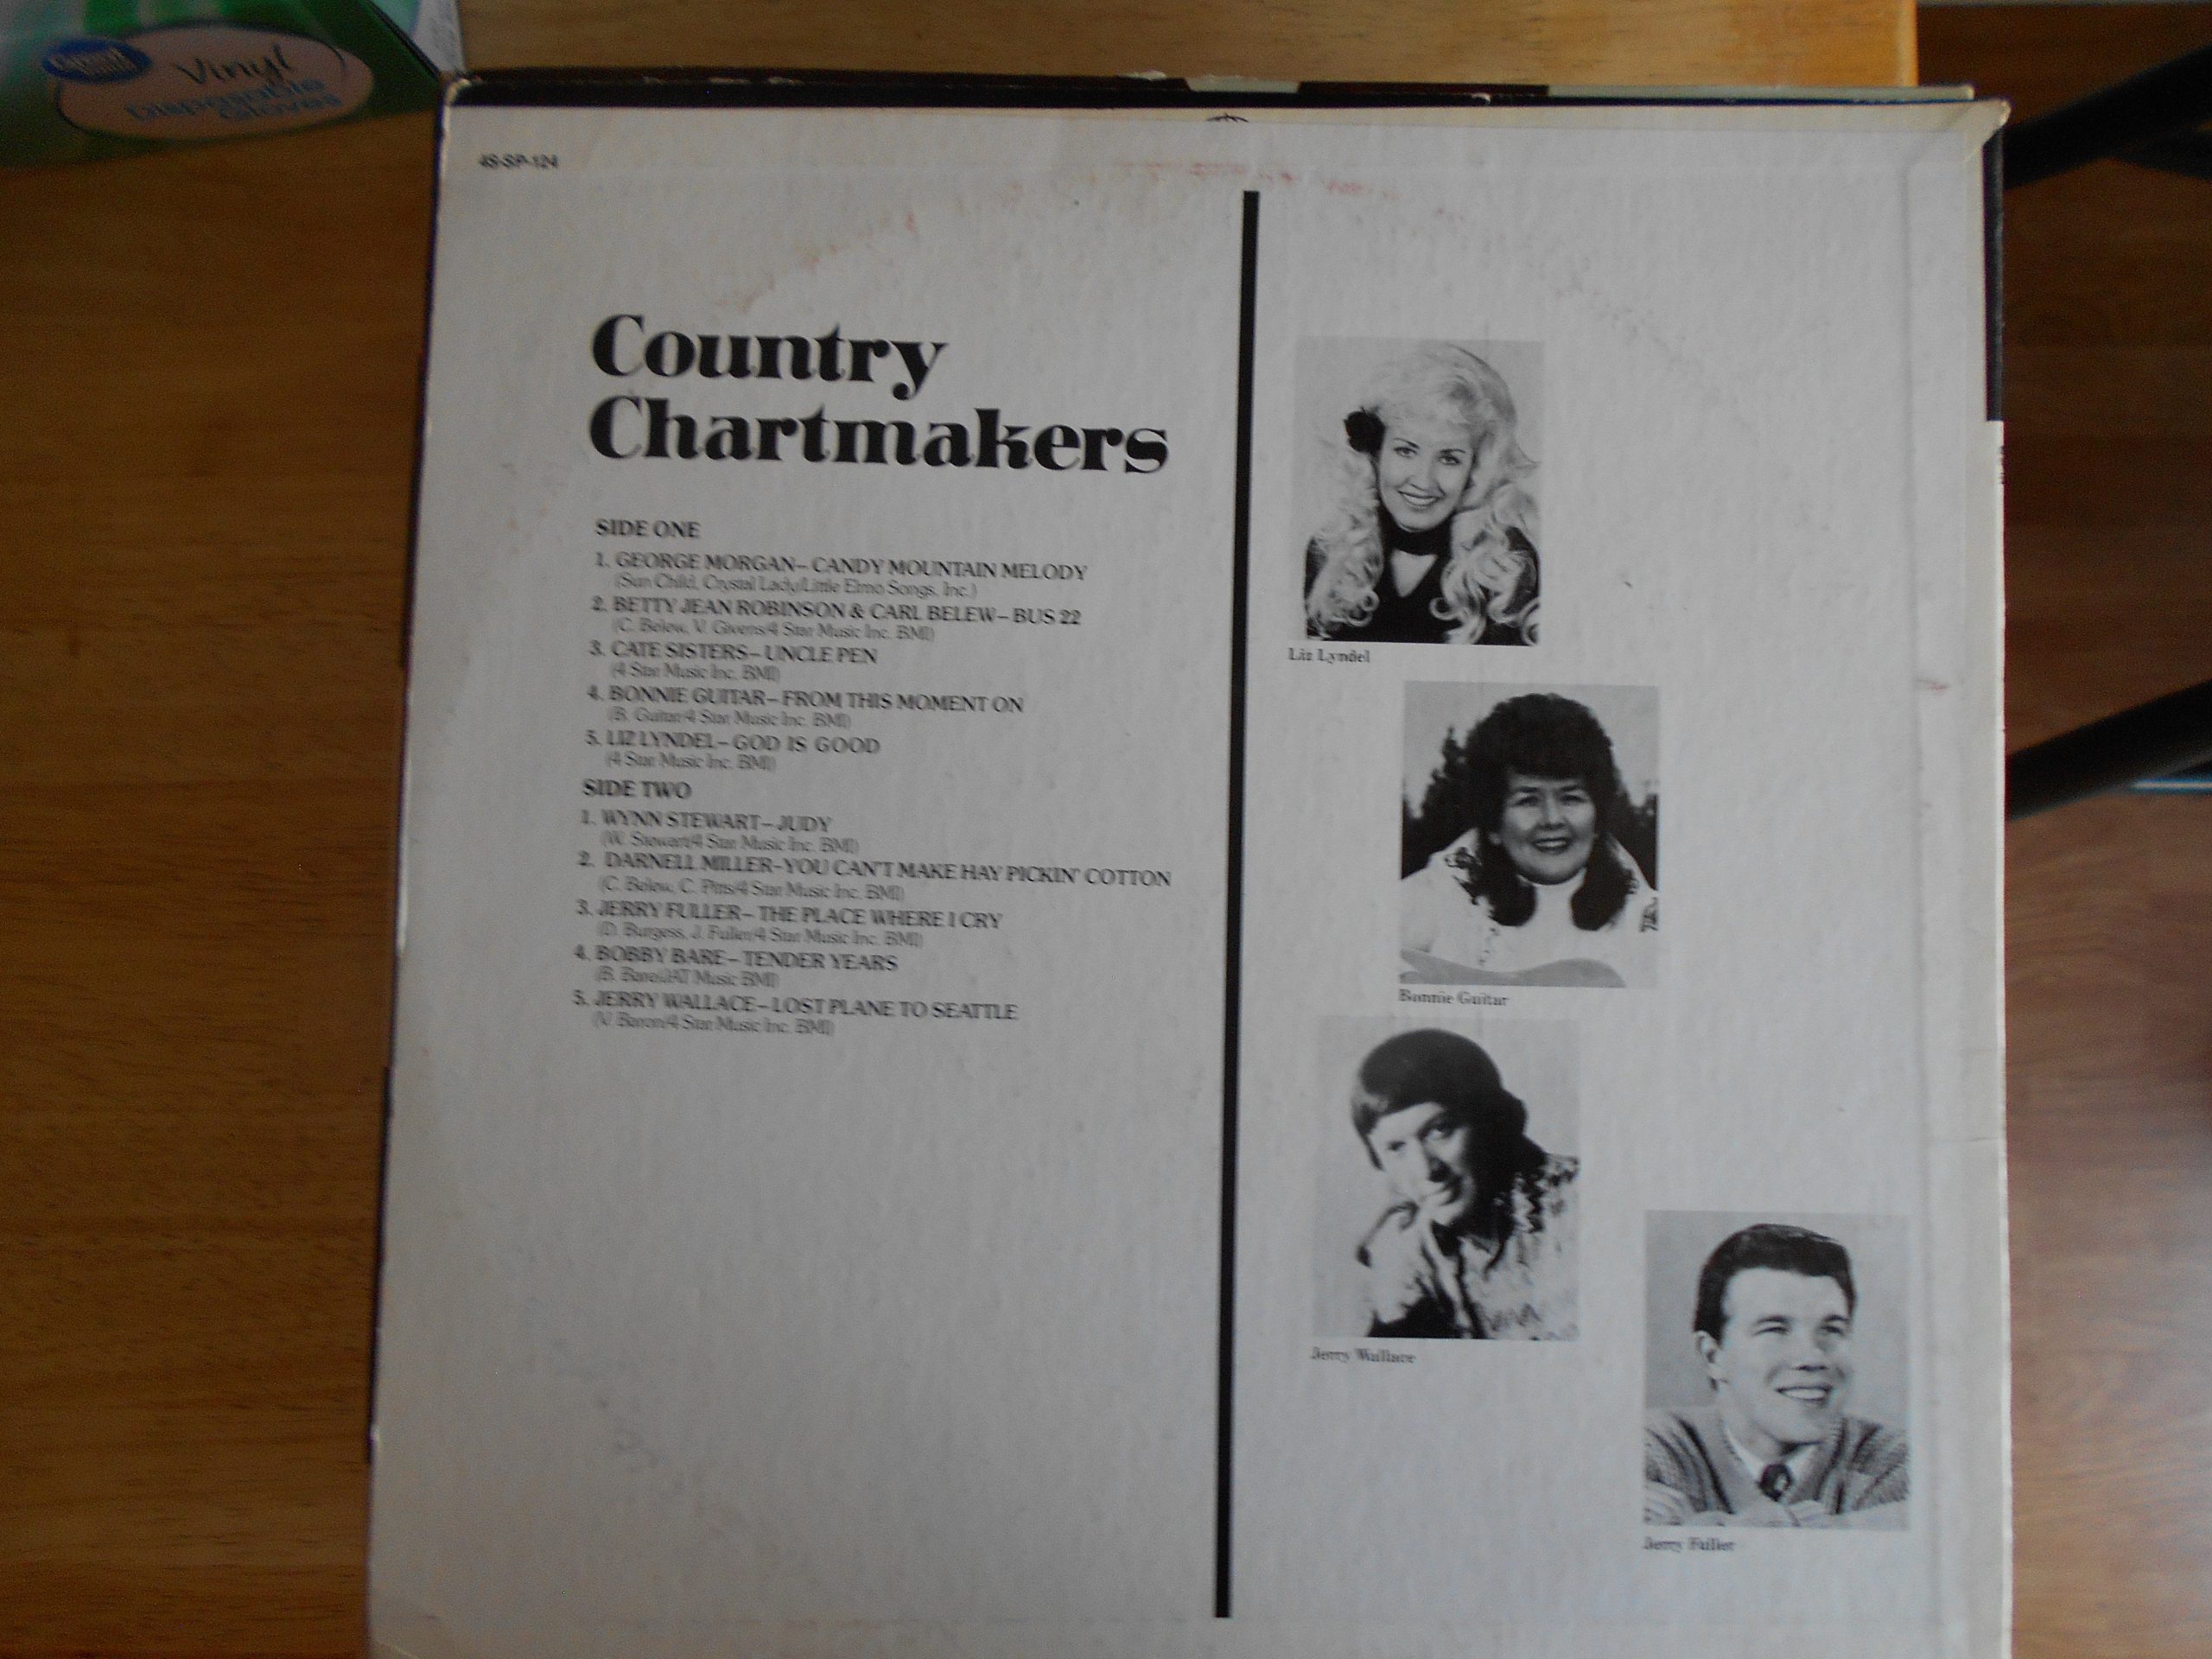 Vinyl
Disposable
Gloves
4S-SP-124
Country
Chartmakers
SIDE ONE
1. GEORGE MORGAN–CANDY MOUNTAIN MELODY
(Sun Child, Crystal Lady/Little Elmo Songs, Inc.)
2. BETTY JEAN ROBINSON & CARL BELEW–BUS 22
(C. Belew, V. Givens/4 Star Music Inc. BMI)
3. CATE SISTERS–UNCLE PEN
(4 Star Music Inc. BMI)
4. BONNIE GUITAR–FROM THIS MOMENT ON
(B. Guitar/4 Star Music Inc. BMI)
5. LIZ LYNDEL–GOD IS GOOD
(4 Star Music Inc. BMI)
SIDE TWO
1. WYNN STEWART–JUDY
(W. Stewart/4 Star Music Inc. BMI)
2. DARNELL MILLER–YOU CAN'T MAKE HAY PICKIN' COTTON
(C. Belew, C. Pitts/4 Star Music Inc. BMI)
3. JERRY FULLER–THE PLACE WHERE I CRY
(D. Burgess, J. Fuller/4 Star Music Inc. BMI)
4. BOBBY BARE–TENDER YEARS
(B. Bare/JAT Music BMI)
5. JERRY WALLACE–LOST PLANE TO SEATTLE
(V. Baron/4 Star Music Inc. BMI)
Liz Lyndel
Bonnie Guitar
Jerry Wallace
Jerry Fuller